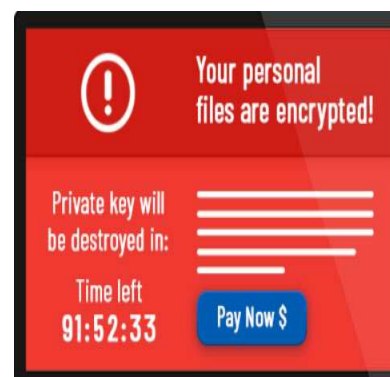 Your personal
files are encrypted!
Private key will
be destroyed in:
Time left
91:52:33
Pay Now $